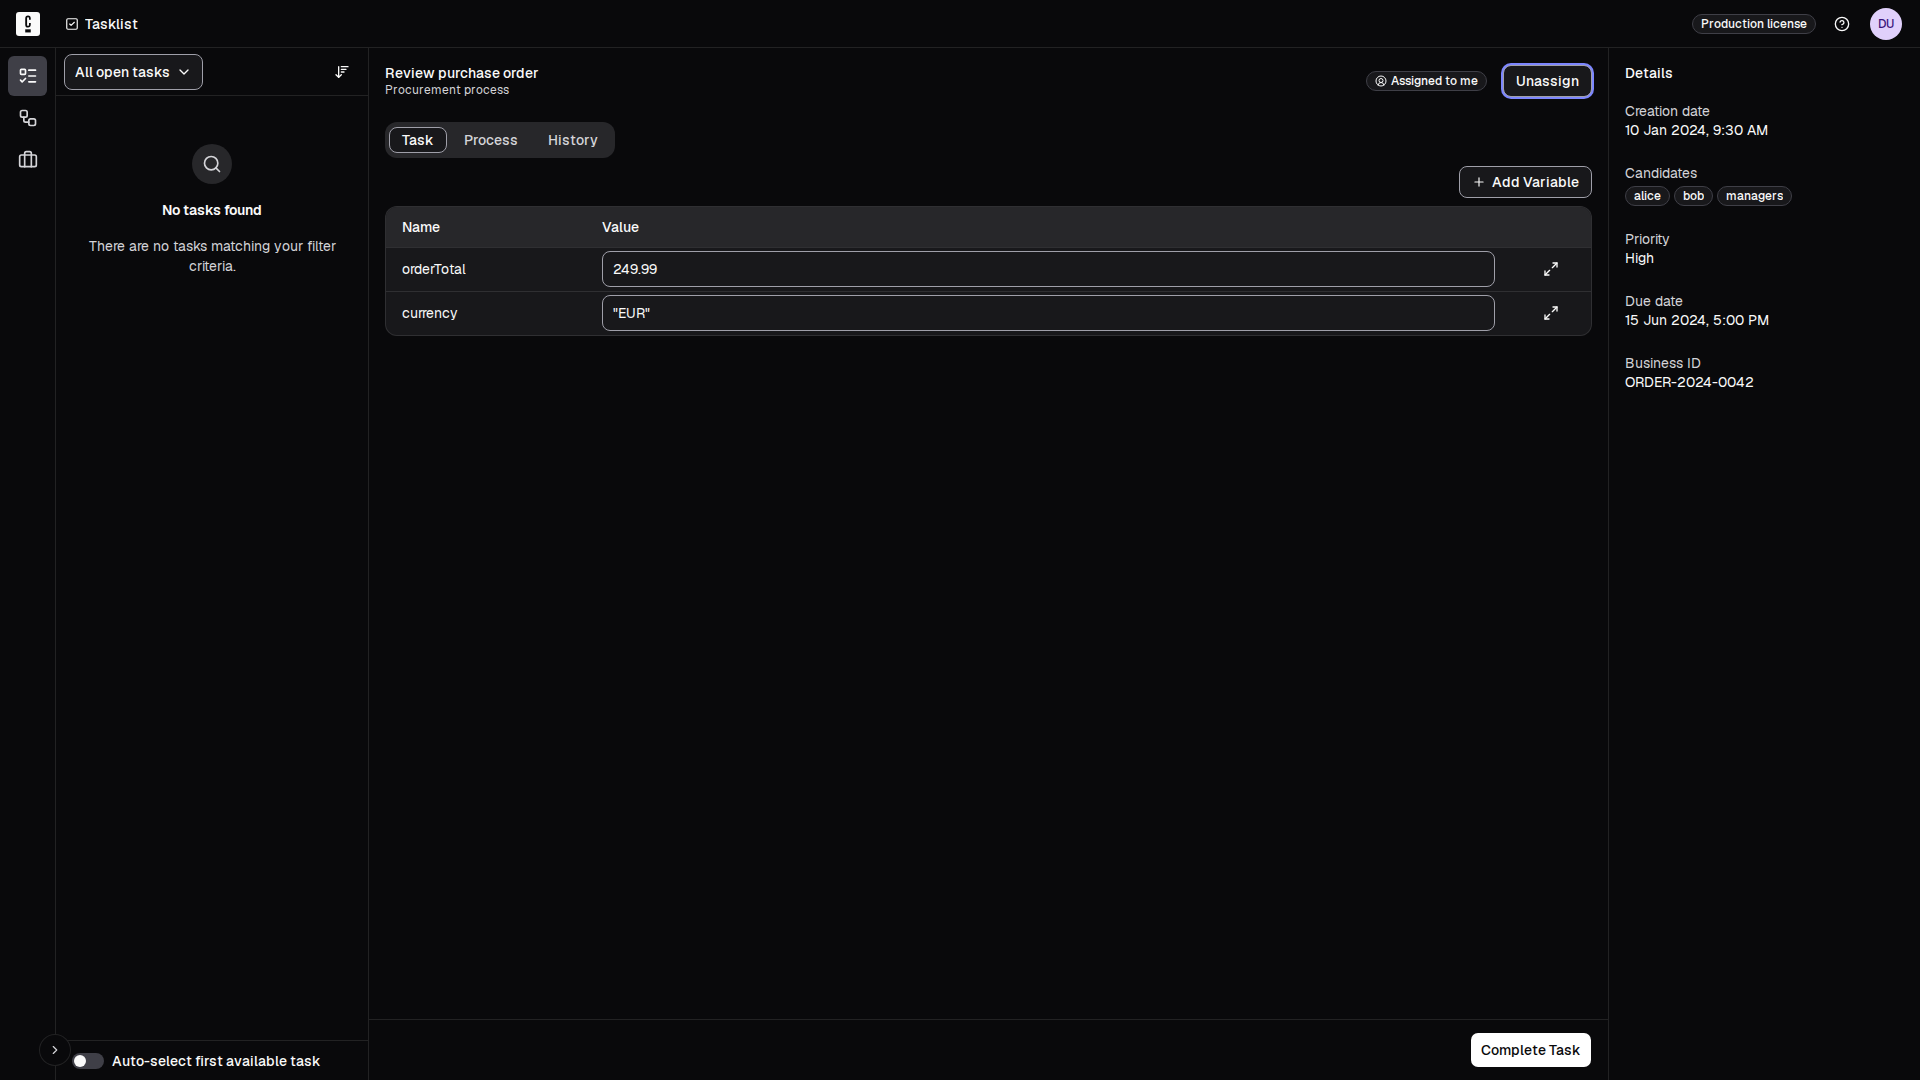 Tasklist
Production license
DU
All open tasks
No tasks found
There are no tasks matching your filter
criteria.
Auto-select first available task
Review purchase order
Procurement process
Assigned to me
Unassign
Task
Process
History
Add Variable
Name
Value
orderTotal
249.99
currency
"EUR"
Complete Task
Details
Creation date
10 Jan 2024, 9:30 AM
Candidates
alice
bob
managers
Priority
High
Due date
15 Jun 2024, 5:00 PM
Business ID
ORDER-2024-0042